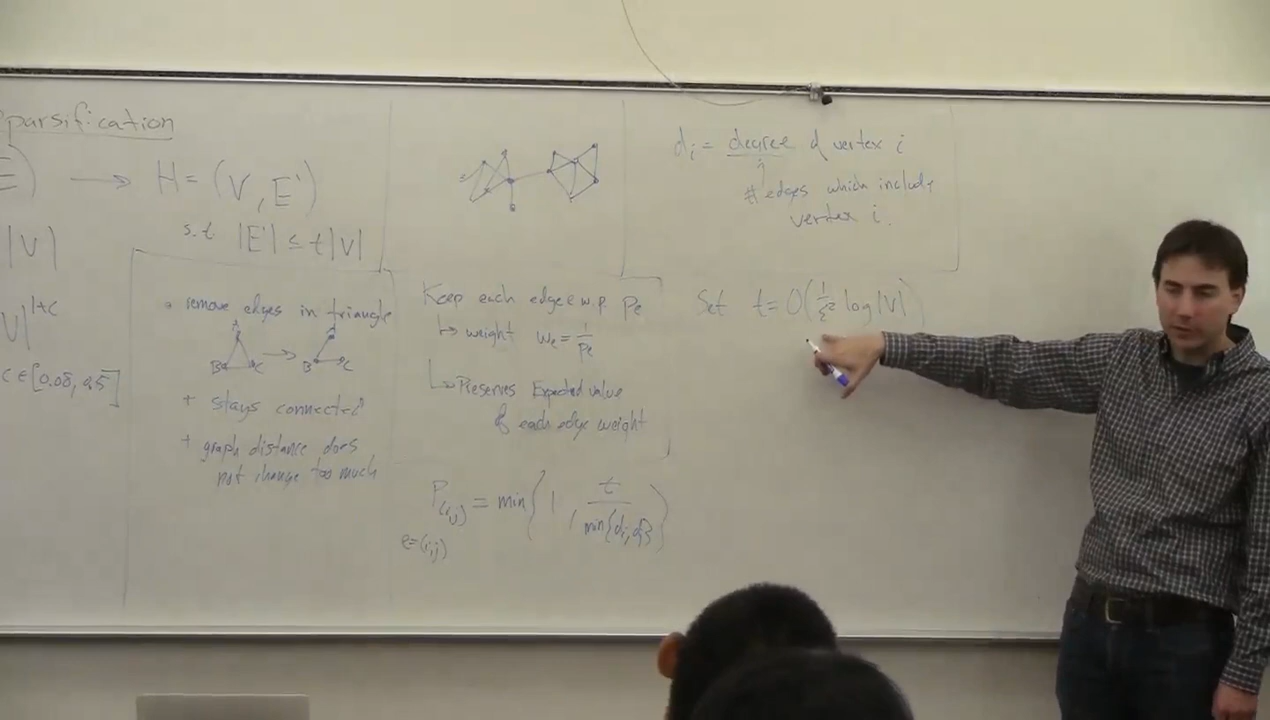 parsification
E) → H = (V, E')
s.t |E'| ≤ t|V|
|V|
V|^{1+c}
c ∈ [0.05, 0.5]
• remove edges in triangle
A
B C → B C
+ stays connected
+ graph distance does
not change too much
e
Keep each edge e w.p. Pe
↳ weight we = 1/Pe
↳ Preserves Expected value
of each edge weight
P(i,j) = min{ 1, t / min{di, dj} }
e=(i,j)
di = degree of vertex i
# edges which include
vertex i.
Set t = O(1/ε² log|V|)